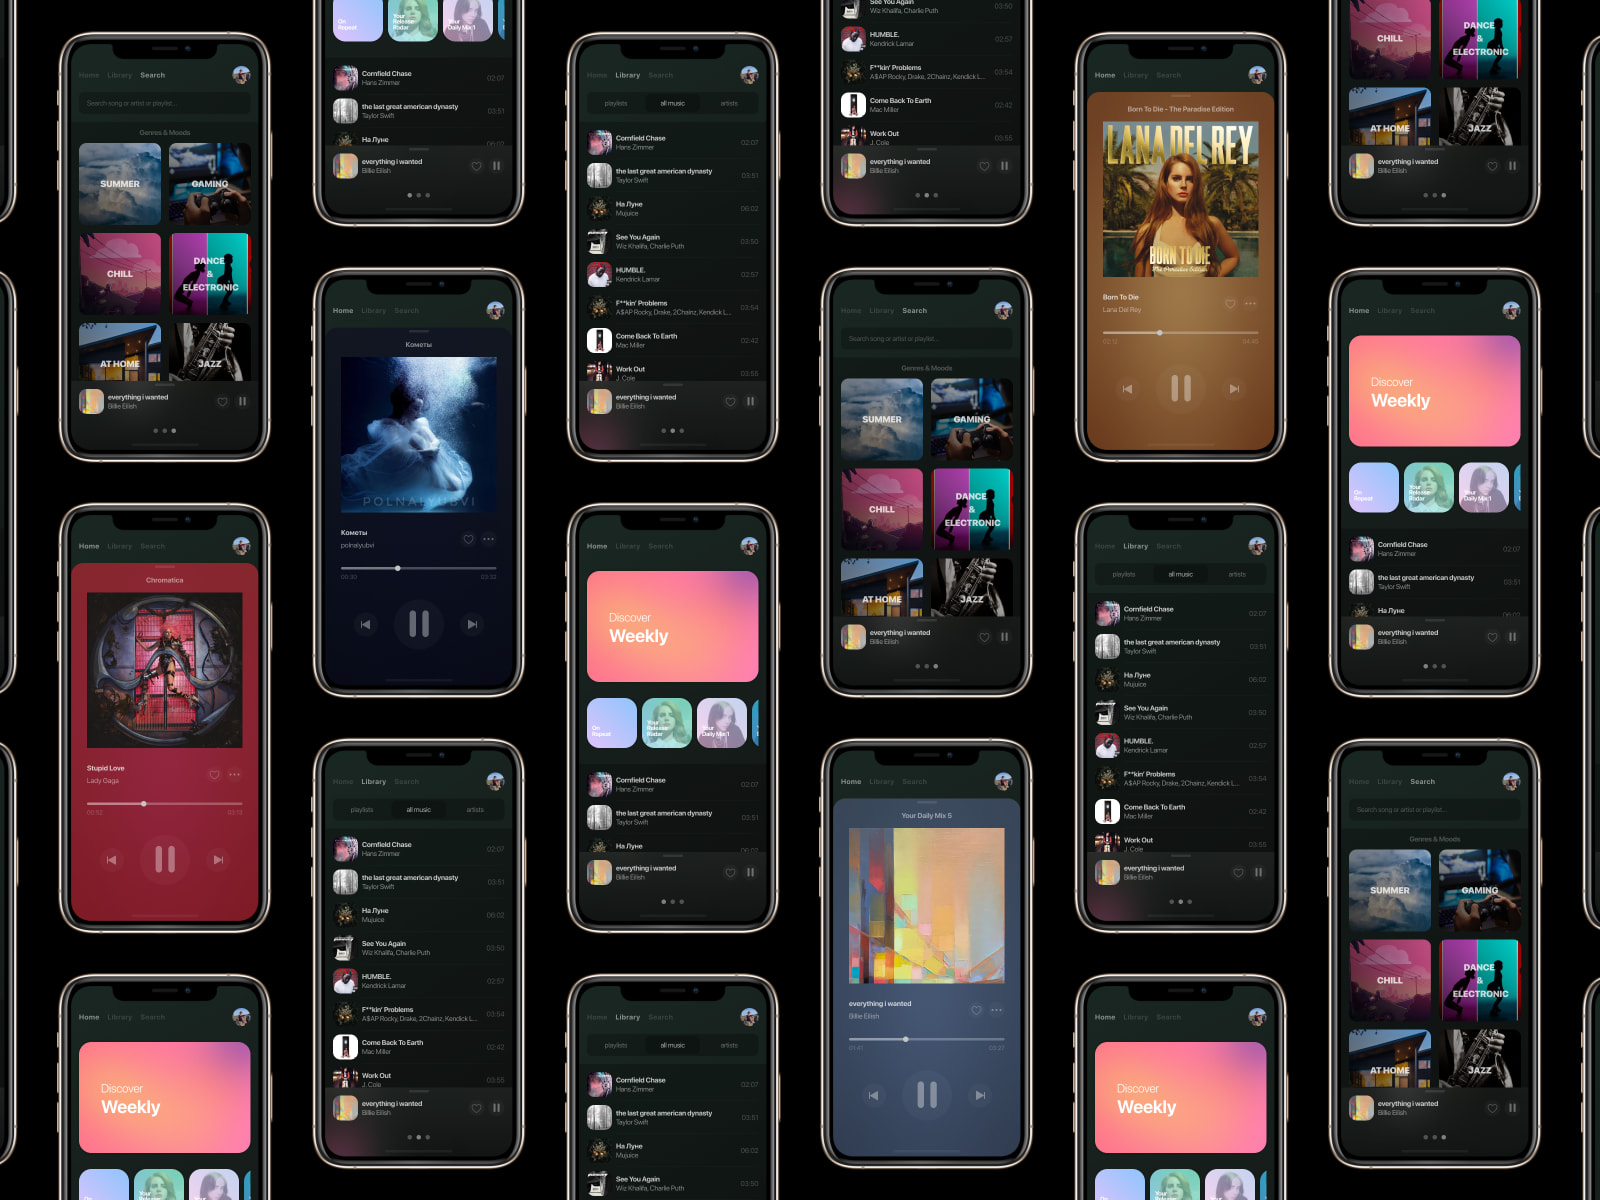 Home Library Search
Search song or artist or playlist...
Genres & Moods
SUMMER
GAMING
CHILL
DANCE
&
ELECTRONIC
AT HOME
JAZZ
everything i wanted
Billie Eilish
Home Library Search
Chromatica
Stupid Love
Lady Gaga
00:52 03:13
Home Library Search
Discover
Weekly
On
Your
On
Repeat
Your
Release
Radar
Your
Daily Mix 1
Cornfield Chase
Hans Zimmer
02:07
the last great american dynasty
Taylor Swift
03:51
На Луне
06:02
everything i wanted
Billie Eilish
Home Library Search
Кометы
POLNALYUBVI
Кометы
polnalyubvi
00:30 03:32
Home Library Search
playlists all music artists
Cornfield Chase
Hans Zimmer
02:07
the last great american dynasty
Taylor Swift
03:51
На Луне
Mujuice
06:02
See You Again
Wiz Khalifa, Charlie Puth
03:50
HUMBLE.
Kendrick Lamar
02:57
F**kin' Problems
A$AP Rocky, Drake, 2Chainz, Kendick L...
03:54
Come Back To Earth
Mac Miller
02:42
Work Out
J. Cole
03:55
everything i wanted
Billie Eilish
Home Library Search
playlists all music artists
Cornfield Chase
Hans Zimmer
02:07
the last great american dynasty
Taylor Swift
03:51
На Луне
Mujuice
06:02
See You Again
Wiz Khalifa, Charlie Puth
03:50
HUMBLE.
Kendrick Lamar
02:57
F**kin' Problems
A$AP Rocky, Drake, 2Chainz, Kendick L...
03:54
Come Back To Earth
Mac Miller
02:42
Work Out
J. Cole
03:55
everything i wanted
Billie Eilish
Home Library Search
Discover
Weekly
On
Repeat
Your
Release
Radar
Your
Daily Mix 1
Cornfield Chase
Hans Zimmer
02:07
the last great american dynasty
Taylor Swift
03:51
На Луне
06:02
everything i wanted
Billie Eilish
Home Library Search
playlists all music artists
Cornfield Chase
Hans Zimmer
02:07
the last great american dynasty
Taylor Swift
03:51
На Луне
Mujuice
06:02
See You Again
Wiz Khalifa, Charlie Puth
03:50
See You Again
Wiz Khalifa, Charlie Puth
03:50
HUMBLE.
Kendrick Lamar
02:57
F**kin' Problems
A$AP Rocky, Drake, 2Chainz, Kendick L...
03:54
Come Back To Earth
Mac Miller
02:42
Work Out
J. Cole
03:55
everything i wanted
Billie Eilish
Home Library Search
Search song or artist or playlist...
Genres & Moods
SUMMER
GAMING
CHILL
DANCE
&
ELECTRONIC
AT HOME
JAZZ
everything i wanted
Billie Eilish
Home Library Search
Your Daily Mix 5
everything i wanted
Billie Eilish
01:47 03:27
Home Library Search
Born To Die - The Paradise Edition
LANA DEL REY
BORN TO DIE
The Paradise Edition
Born To Die
Lana Del Rey
02:12 04:45
Home Library Search
playlists all music artists
Cornfield Chase
Hans Zimmer
02:07
the last great american dynasty
Taylor Swift
03:51
На Луне
Mujuice
06:02
See You Again
Wiz Khalifa, Charlie Puth
03:50
HUMBLE.
Kendrick Lamar
02:57
F**kin' Problems
A$AP Rocky, Drake, 2Chainz, Kendick L...
03:54
Come Back To Earth
Mac Miller
02:42
Work Out
J. Cole
03:55
everything i wanted
Billie Eilish
Home Library Search
Discover
Weekly
On
Your
CHILL
DANCE
&
ELECTRONIC
AT HOME
JAZZ
everything i wanted
Billie Eilish
Home Library Search
Discover
Weekly
On
Repeat
Your
Release
Radar
Your
Daily Mix 1
Cornfield Chase
Hans Zimmer
02:07
the last great american dynasty
Taylor Swift
03:51
На Луне
06:02
everything i wanted
Billie Eilish
Home Library Search
Search song or artist or playlist...
Genres & Moods
SUMMER
GAMING
CHILL
DANCE
&
ELECTRONIC
AT HOME
JAZZ
everything i wanted
Billie Eilish